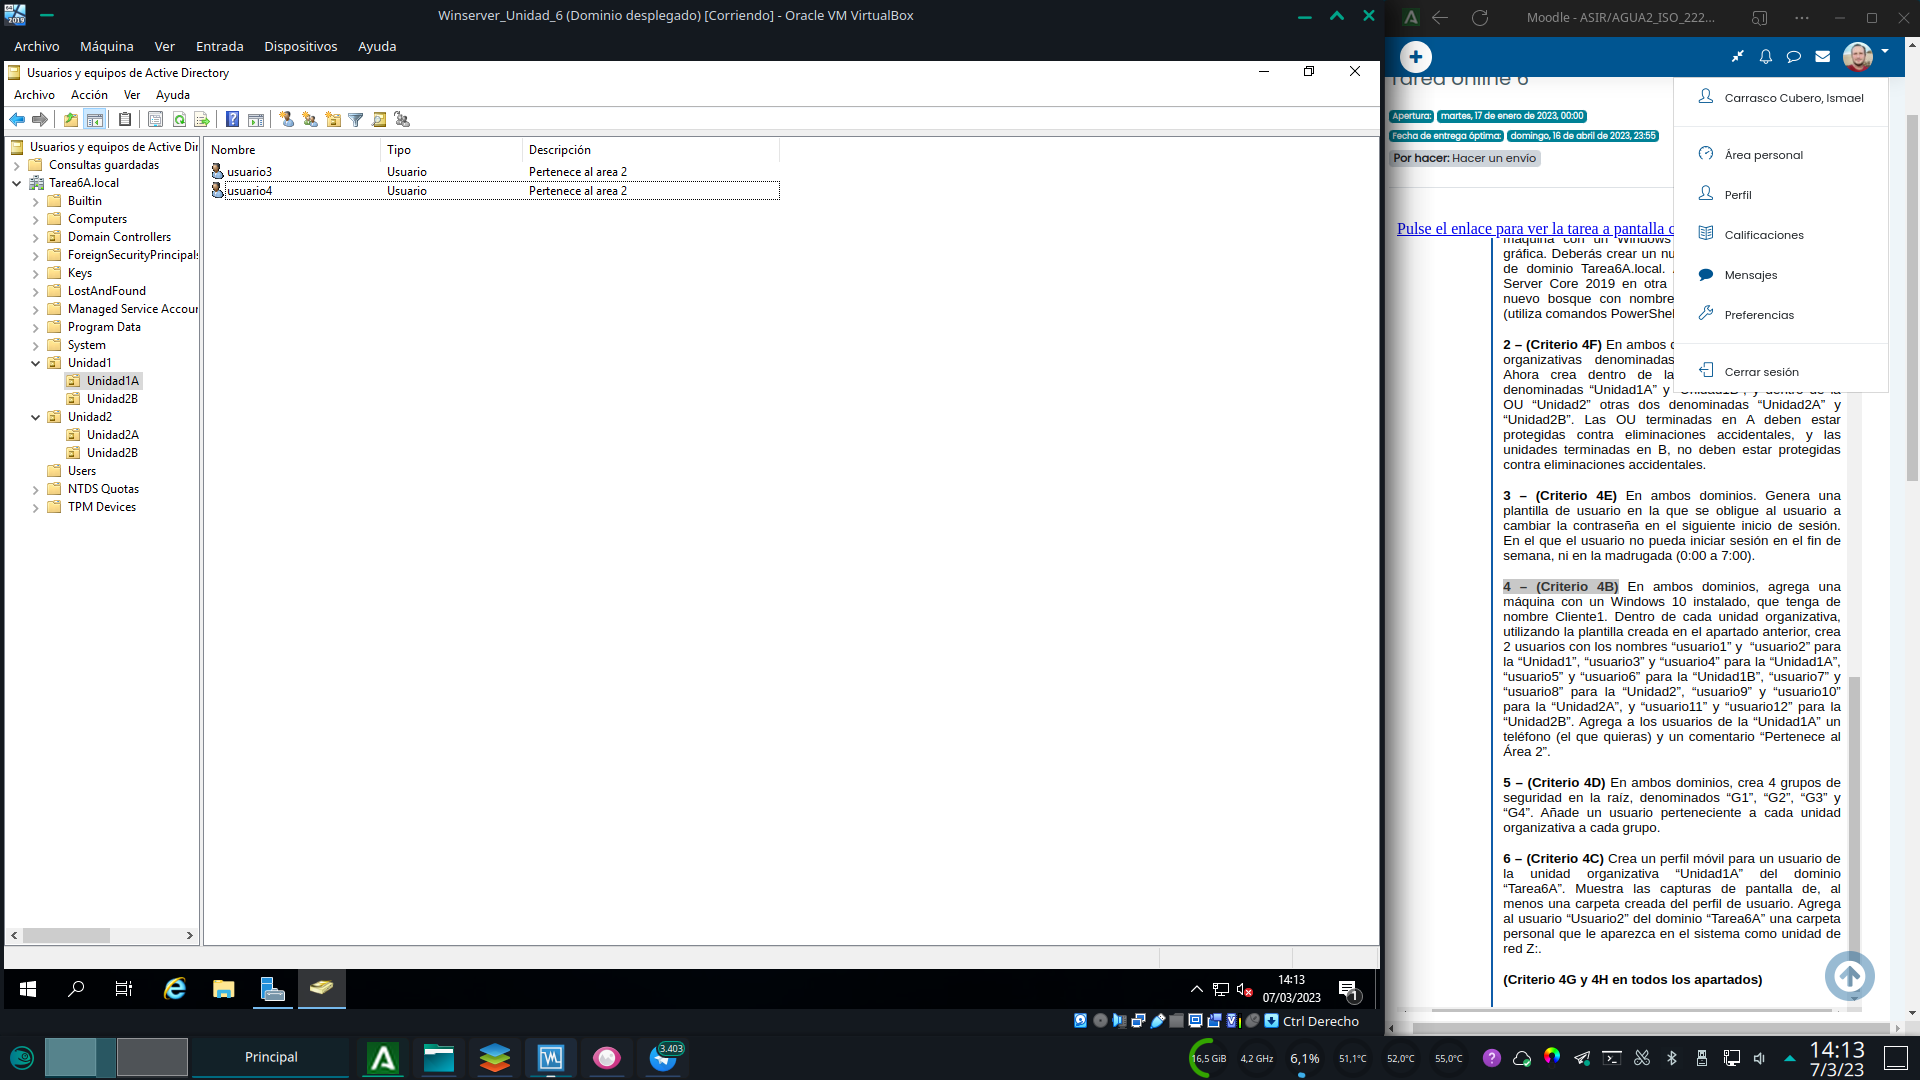 Winserver_Unidad_6 (Dominio desplegado) [Corriendo] - Oracle VM VirtualBox
Archivo Máquina Ver Entrada Dispositivos Ayuda
Usuarios y equipos de Active Directory
Archivo Acción Ver Ayuda
Usuarios y equipos de Active Dir
Consultas guardadas
Tarea6A.local
Builtin
Computers
Domain Controllers
ForeignSecurityPrincipals
Keys
LostAndFound
Managed Service Accour
Program Data
System
Unidad1
Unidad1A
Unidad2B
Unidad2
Unidad2A
Unidad2B
Users
NTDS Quotas
TPM Devices
Nombre Tipo Descripción
usuario3 Usuario Pertenece al area 2
usuario4 Usuario Pertenece al area 2
14:13
07/03/2023
1
Ctrl Derecho
Moodle - ASIR/AGUA2_ISO_222...
Tarea online 6
Apertura: martes, 17 de enero de 2023, 00:00
Fecha de entrega óptima: domingo, 16 de abril de 2023, 23:55
Por hacer: Hacer un envío
Carrasco Cubero, Ismael
Área personal
Perfil
Calificaciones
Mensajes
Preferencias
Cerrar sesión
Pulse el enlace para ver la tarea a pantalla c
máquina con un Windows
gráfica. Deberás crear un nu
de dominio Tarea6A.local.
Server Core 2019 en otra
nuevo bosque con nombre
(utiliza comandos PowerShel
2 – (Criterio 4F) En ambos d
organizativas denominadas
Ahora crea dentro de la
denominadas “Unidad1A” y “Unidad1B”, y dentro de la
OU “Unidad2” otras dos denominadas “Unidad2A” y
“Unidad2B”. Las OU terminadas en A deben estar
protegidas contra eliminaciones accidentales, y las
unidades terminadas en B, no deben estar protegidas
contra eliminaciones accidentales.
3 – (Criterio 4E) En ambos dominios. Genera una
plantilla de usuario en la que se obligue al usuario a
cambiar la contraseña en el siguiente inicio de sesión.
En el que el usuario no pueda iniciar sesión en el fin de
semana, ni en la madrugada (0:00 a 7:00).
4 – (Criterio 4B) En ambos dominios, agrega una
máquina con un Windows 10 instalado, que tenga de
nombre Cliente1. Dentro de cada unidad organizativa,
utilizando la plantilla creada en el apartado anterior, crea
2 usuarios con los nombres “usuario1” y “usuario2” para
la “Unidad1”, “usuario3” y “usuario4” para la “Unidad1A”,
“usuario5” y “usuario6” para la “Unidad1B”, “usuario7” y
“usuario8” para la “Unidad2”, “usuario9” y “usuario10”
para la “Unidad2A”, y “usuario11” y “usuario12” para la
“Unidad2B”. Agrega a los usuarios de la “Unidad1A” un
teléfono (el que quieras) y un comentario “Pertenece al
Área 2”.
5 – (Criterio 4D) En ambos dominios, crea 4 grupos de
seguridad en la raíz, denominados “G1”, “G2”, “G3” y
“G4”. Añade un usuario perteneciente a cada unidad
organizativa a cada grupo.
6 – (Criterio 4C) Crea un perfil móvil para un usuario de
la unidad organizativa “Unidad1A” del dominio
“Tarea6A”. Muestra las capturas de pantalla de, al
menos una carpeta creada del perfil de usuario. Agrega
al usuario “Usuario2” del dominio “Tarea6A” una carpeta
personal que le aparezca en el sistema como unidad de
red Z:.
(Criterio 4G y 4H en todos los apartados)
Principal
3.403
16,5 GiB
4,2 GHz
6,1%
51,1°C
52,0°C
55,0°C
14:13
7/3/23